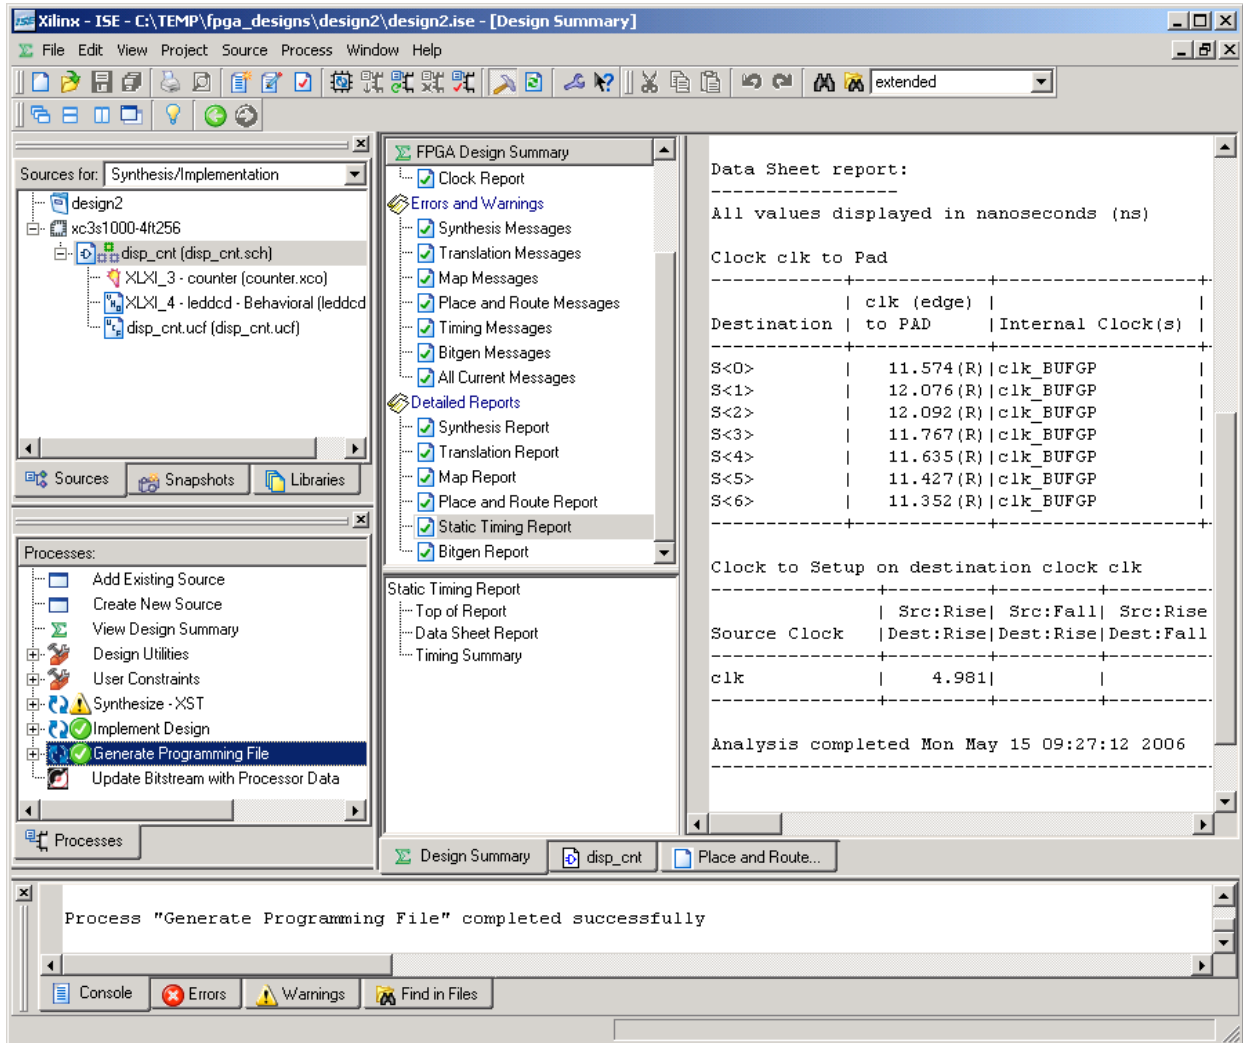 Xilinx - ISE - C:\TEMP\fpga_designs\design2\design2.ise - [Design Summary]
File Edit View Project Source Process Window Help
extended
Sources for: Synthesis/Implementation
design2
xc3s1000-4ft256
disp_cnt (disp_cnt.sch)
XLXI_3 - counter (counter.xco)
XLXI_4 - leddcd - Behavioral (leddcd
disp_cnt.ucf (disp_cnt.ucf)
Sources Snapshots Libraries
Processes:
Add Existing Source
Create New Source
View Design Summary
Design Utilities
User Constraints
Synthesize - XST
Implement Design
Generate Programming File
Update Bitstream with Processor Data
Processes
FPGA Design Summary
Clock Report
Errors and Warnings
Synthesis Messages
Translation Messages
Map Messages
Place and Route Messages
Timing Messages
Bitgen Messages
All Current Messages
Detailed Reports
Synthesis Report
Translation Report
Map Report
Place and Route Report
Static Timing Report
Bitgen Report
Static Timing Report
Top of Report
Data Sheet Report
Timing Summary
Data Sheet report:
-----------------
All values displayed in nanoseconds (ns)
Clock clk to Pad
------------+------------+------------------+-
| clk (edge) | |
Destination | to PAD |Internal Clock(s) |
------------+------------+------------------+-
S<0> | 11.574(R)|clk_BUFGP |
S<1> | 12.076(R)|clk_BUFGP |
S<2> | 12.092(R)|clk_BUFGP |
S<3> | 11.767(R)|clk_BUFGP |
S<4> | 11.635(R)|clk_BUFGP |
S<5> | 11.427(R)|clk_BUFGP |
S<6> | 11.352(R)|clk_BUFGP |
------------+------------+------------------+-
Clock to Setup on destination clock clk
---------------+---------+---------+---------
| Src:Rise| Src:Fall| Src:Rise
Source Clock |Dest:Rise|Dest:Rise|Dest:Fall
---------------+---------+---------+---------
clk | 4.981| |
---------------+---------+---------+---------
Analysis completed Mon May 15 09:27:12 2006
---------------------------------------------
Design Summary disp_cnt Place and Route...
Process "Generate Programming File" completed successfully
Console Errors Warnings Find in Files